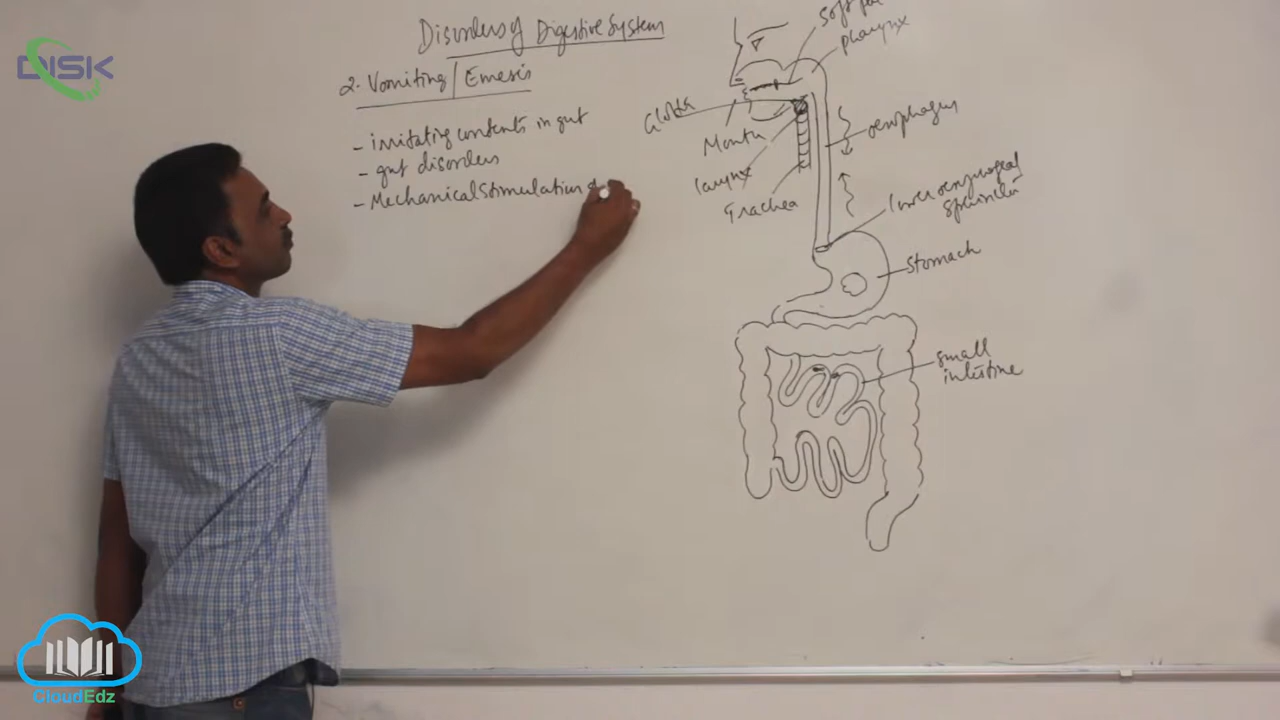 DISK
Disorders of Digestive System
2. Vomiting / Emesis
- irritating contents in gut
- gut disorders
- Mechanical Stimulation of
Soft
pharynx
Glottis
Mouth
larynx
Trachea
oesophagus
lower oesophageal
sphincter
stomach
small
intestine
CloudEdz